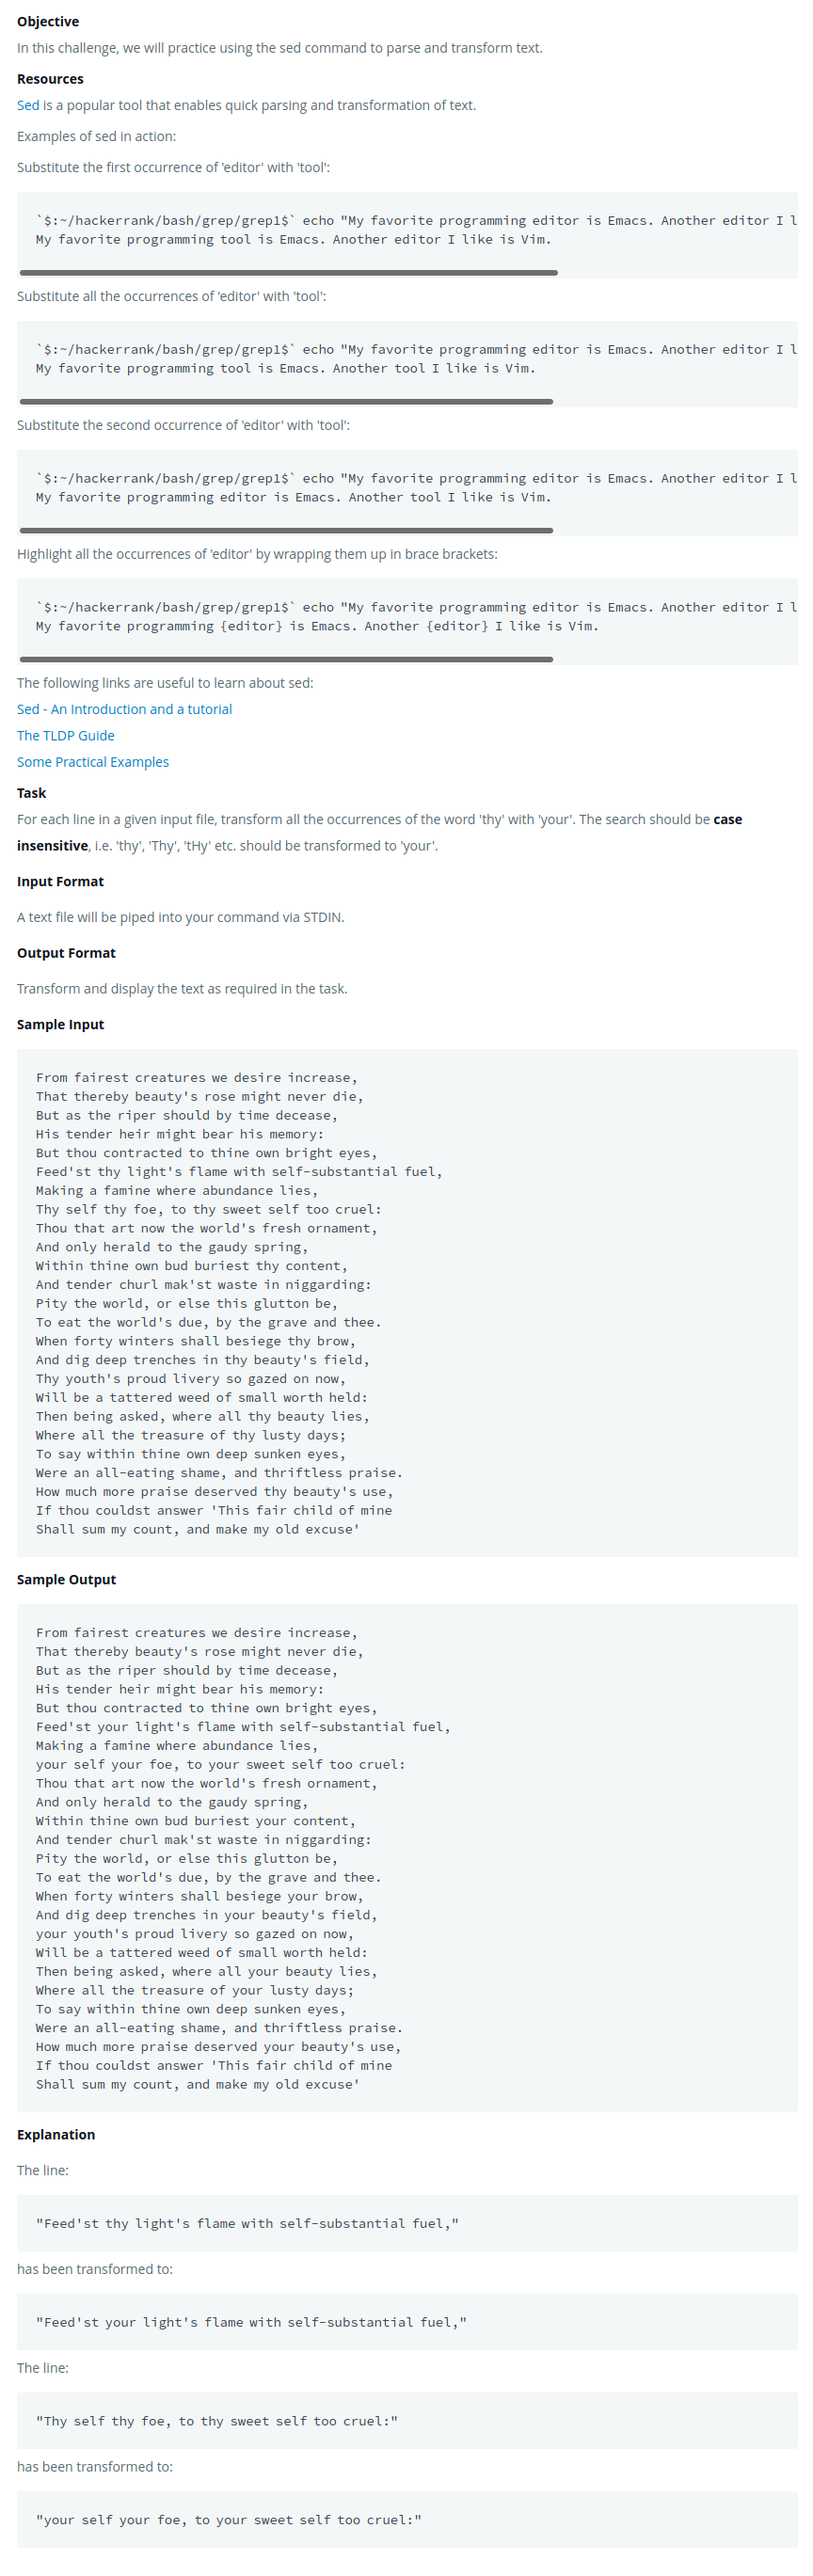 Objective
In this challenge, we will practice using the sed command to parse and transform text.
Resources
Sed is a popular tool that enables quick parsing and transformation of text.
Examples of sed in action:
Substitute the first occurrence of 'editor' with 'tool':
`$:~/hackerrank/bash/grep/grep1$` echo "My favorite programming editor is Emacs. Another editor I l
My favorite programming tool is Emacs. Another editor I like is Vim.
Substitute all the occurrences of 'editor' with 'tool':
`$:~/hackerrank/bash/grep/grep1$` echo "My favorite programming editor is Emacs. Another editor I l
My favorite programming tool is Emacs. Another tool I like is Vim.
Substitute the second occurrence of 'editor' with 'tool':
`$:~/hackerrank/bash/grep/grep1$` echo "My favorite programming editor is Emacs. Another editor I l
My favorite programming editor is Emacs. Another tool I like is Vim.
Highlight all the occurrences of 'editor' by wrapping them up in brace brackets:
`$:~/hackerrank/bash/grep/grep1$` echo "My favorite programming editor is Emacs. Another editor I l
My favorite programming {editor} is Emacs. Another {editor} I like is Vim.
The following links are useful to learn about sed:
Sed - An Introduction and a tutorial
The TLDP Guide
Some Practical Examples
Task
For each line in a given input file, transform all the occurrences of the word 'thy' with 'your'. The search should be case
insensitive, i.e. 'thy', 'Thy', 'tHy' etc. should be transformed to 'your'.
Input Format
A text file will be piped into your command via STDIN.
Output Format
Transform and display the text as required in the task.
Sample Input
From fairest creatures we desire increase,
That thereby beauty's rose might never die,
But as the riper should by time decease,
His tender heir might bear his memory:
But thou contracted to thine own bright eyes,
Feed'st thy light's flame with self-substantial fuel,
Making a famine where abundance lies,
Thy self thy foe, to thy sweet self too cruel:
Thou that art now the world's fresh ornament,
And only herald to the gaudy spring,
Within thine own bud buriest thy content,
And tender churl mak'st waste in niggarding:
Pity the world, or else this glutton be,
To eat the world's due, by the grave and thee.
When forty winters shall besiege thy brow,
And dig deep trenches in thy beauty's field,
Thy youth's proud livery so gazed on now,
Will be a tattered weed of small worth held:
Then being asked, where all thy beauty lies,
Where all the treasure of thy lusty days;
To say within thine own deep sunken eyes,
Were an all-eating shame, and thriftless praise.
How much more praise deserved thy beauty's use,
If thou couldst answer 'This fair child of mine
Shall sum my count, and make my old excuse'
Sample Output
From fairest creatures we desire increase,
That thereby beauty's rose might never die,
But as the riper should by time decease,
His tender heir might bear his memory:
But thou contracted to thine own bright eyes,
Feed'st your light's flame with self-substantial fuel,
Making a famine where abundance lies,
your self your foe, to your sweet self too cruel:
Thou that art now the world's fresh ornament,
And only herald to the gaudy spring,
Within thine own bud buriest your content,
And tender churl mak'st waste in niggarding:
Pity the world, or else this glutton be,
To eat the world's due, by the grave and thee.
When forty winters shall besiege your brow,
And dig deep trenches in your beauty's field,
your youth's proud livery so gazed on now,
Will be a tattered weed of small worth held:
Then being asked, where all your beauty lies,
Where all the treasure of your lusty days;
To say within thine own deep sunken eyes,
Were an all-eating shame, and thriftless praise.
How much more praise deserved your beauty's use,
If thou couldst answer 'This fair child of mine
Shall sum my count, and make my old excuse'
Explanation
The line:
"Feed'st thy light's flame with self-substantial fuel,"
has been transformed to:
"Feed'st your light's flame with self-substantial fuel,"
The line:
"Thy self thy foe, to thy sweet self too cruel:"
has been transformed to:
"your self your foe, to your sweet self too cruel:"